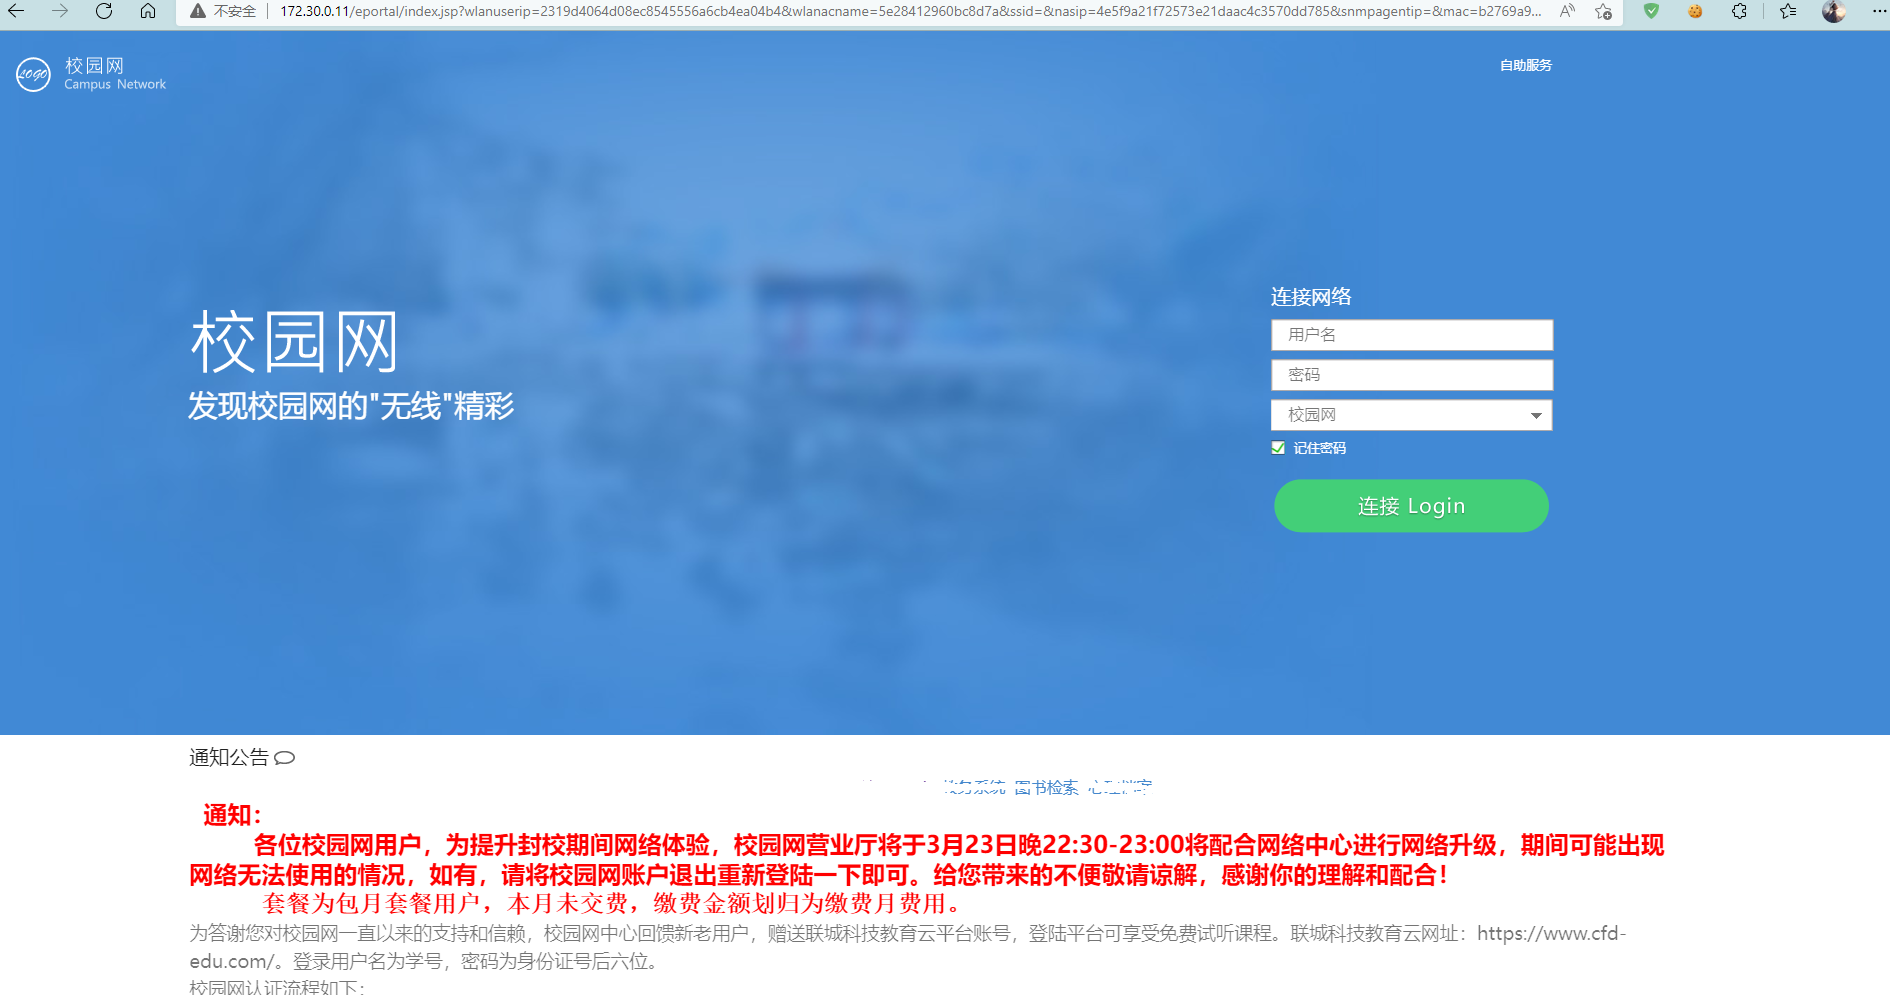 不安全 172.30.0.11/eportal/index.jsp?wlanuserip=2319d4064d08ec8545556a6cb4ea04b4&wlanacname=5e28412960bc8d7a&ssid=&nasip=4e5f9a21f72573e21daac4c3570dd785&snmpagentip=&mac=b2769a9...
LOGO
校园网
Campus Network
自助服务
校园网
发现校园网的"无线"精彩
连接网络
用户名
密码
校园网
记住密码
连接 Login
通知公告
图书检索
通知：
各位校园网用户，为提升封校期间网络体验，校园网营业厅将于3月23日晚22:30-23:00将配合网络中心进行网络升级，期间可能出现
网络无法使用的情况，如有，请将校园网账户退出重新登陆一下即可。给您带来的不便敬请谅解，感谢你的理解和配合！
套餐为包月套餐用户，本月未交费，缴费金额划归为缴费月费用。
为答谢您对校园网一直以来的支持和信赖，校园网中心回馈新老用户，赠送联城科技教育云平台账号，登陆平台可享受免费试听课程。联城科技教育云网址：https://www.cfd-
edu.com/。登录用户名为学号，密码为身份证号后六位。
校园网认证流程如下：